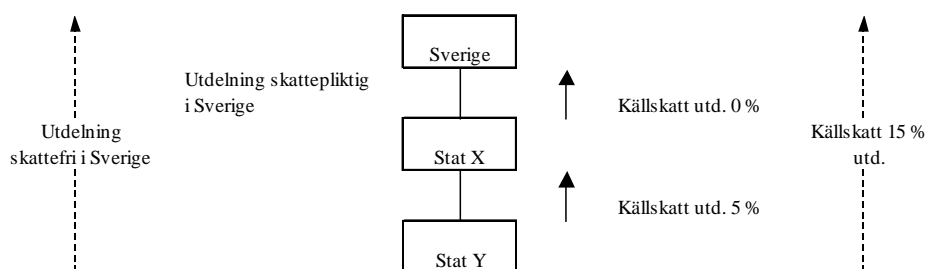 Sverige
Utdelning skattepliktig
i Sverige
Källskatt utd. 0 %
Utdelning
skattefri i Sverige
Stat X
Källskatt 15 %
utd.
Källskatt utd. 5 %
Stat Y